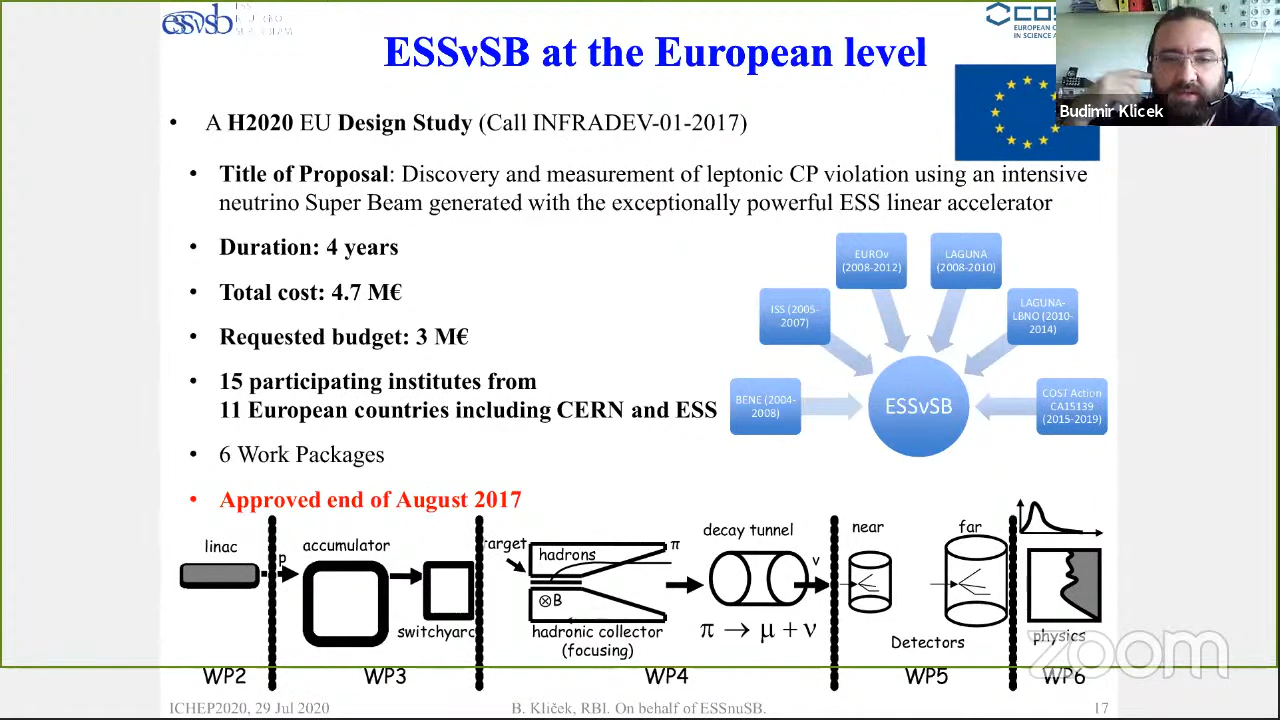 essνsb
COS
EUROPEAN C
IN SCIENCE A
ESSνSB at the European level
Budimir Klicek
• A H2020 EU Design Study (Call INFRADEV-01-2017)
• Title of Proposal: Discovery and measurement of leptonic CP violation using an intensive
neutrino Super Beam generated with the exceptionally powerful ESS linear accelerator
• Duration: 4 years
• Total cost: 4.7 M€
• Requested budget: 3 M€
• 15 participating institutes from
11 European countries including CERN and ESS
• 6 Work Packages
• Approved end of August 2017
EUROν
(2008-2012)
LAGUNA
(2008-2010)
ISS (2005-
2007)
LAGUNA-
LBNO (2010-
2014)
BENE (2004-
2008)
ESSνSB
COST Action
CA15139
(2015-2019)
linac
p
accumulator
switchyarc
target
hadrons
π
⊗B
hadronic collector
(focusing)
decay tunnel
ν
π → μ + ν
near
far
Detectors
physics
zoom
WP2
WP3
WP4
WP5
WP6
ICHEP2020, 29 Jul 2020
B. Kliček, RBI. On behalf of ESSnuSB.
17